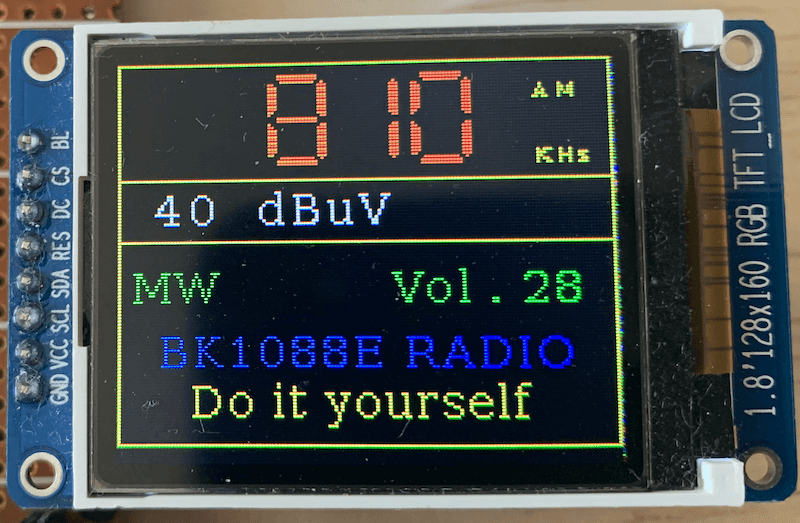 810 AM
KHz
40 dBuV
MW Vol. 28
BK1088E RADIO
Do it yourself
BL
CS
DC
RES
SDA
SCL
VCC
GND
1.8'128x160 RGB TFT_LCD